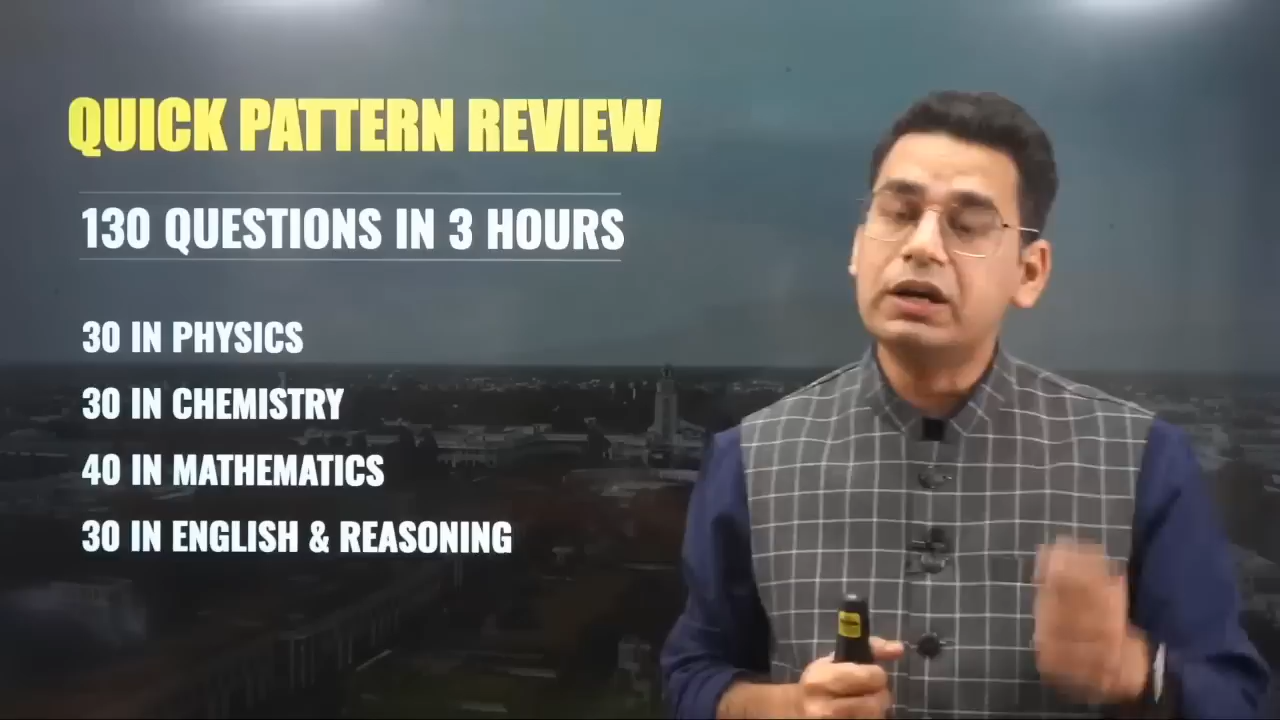 QUICK PATTERN REVIEW
130 QUESTIONS IN 3 HOURS
30 IN PHYSICS
30 IN CHEMISTRY
40 IN MATHEMATICS
30 IN ENGLISH & REASONING